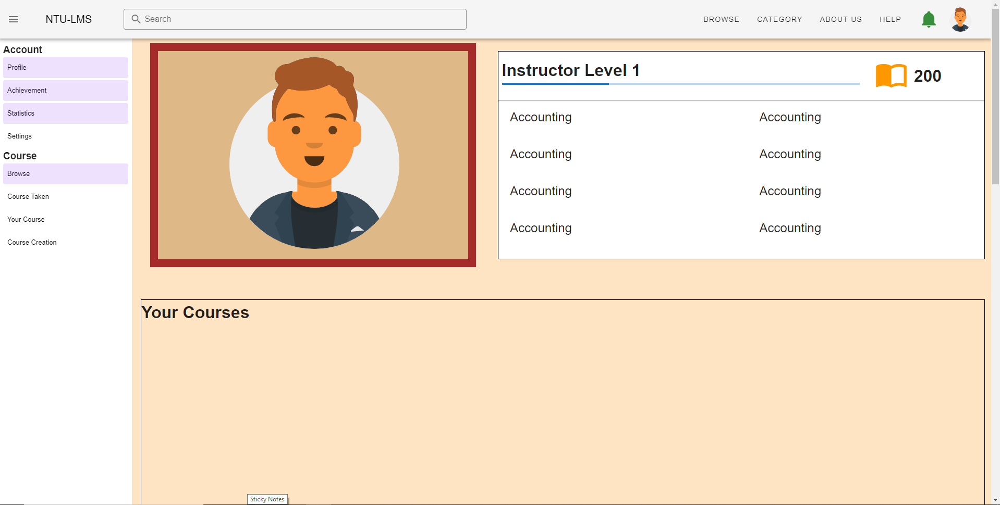 NTU-LMS
Search
BROWSE
CATEGORY
ABOUT US
HELP
Account
Profile
Achievement
Statistics
Settings
Course
Browse
Course Taken
Your Course
Course Creation
Instructor Level 1
200
Accounting Accounting
Accounting Accounting
Accounting Accounting
Accounting Accounting
Your Courses
Sticky Notes